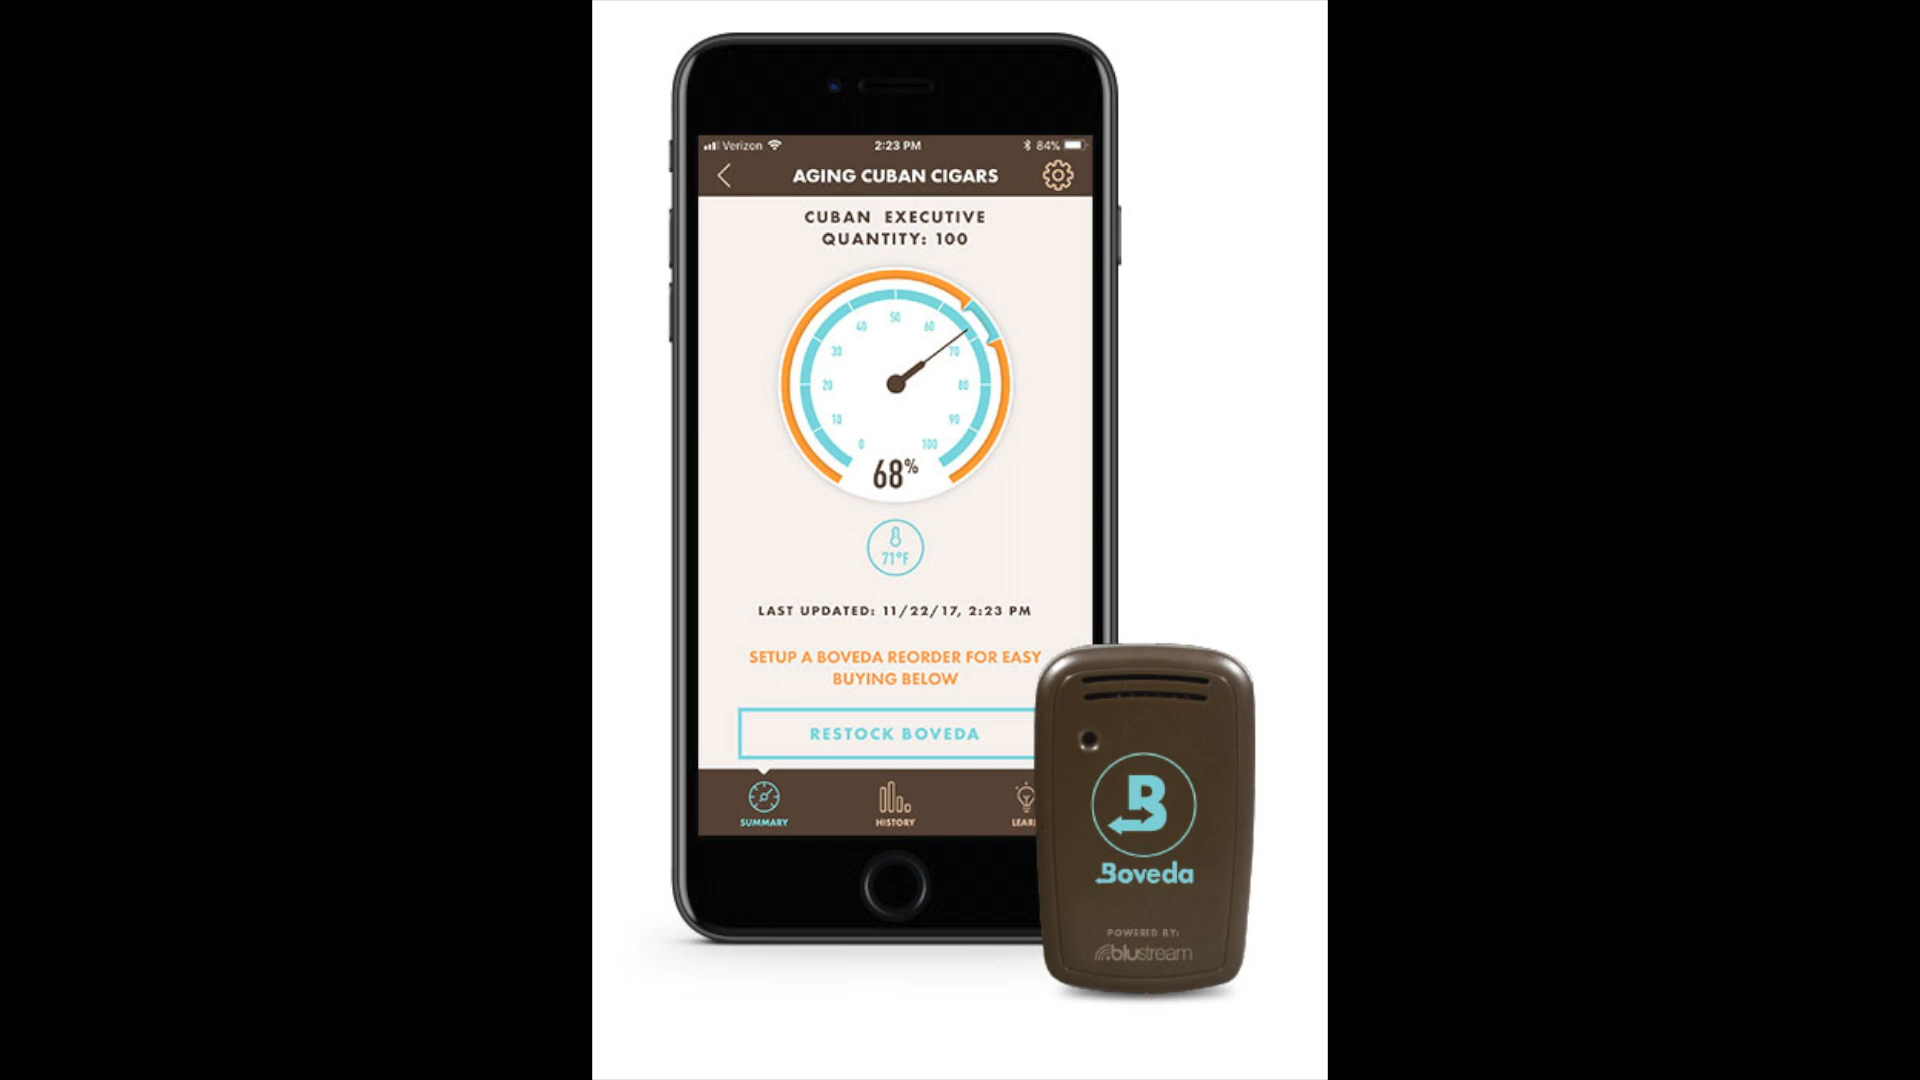 Verizon 2:23 PM 84%
AGING CUBAN CIGARS
CUBAN EXECUTIVE
QUANTITY: 100
50
40 60
30 70
20 80
10 90
0 100
68%
71°F
LAST UPDATED: 11/22/17, 2:23 PM
SETUP A BOVEDA REORDER FOR EASY
BUYING BELOW
RESTOCK BOVEDA
SUMMARY HISTORY LEAR
B
Boveda
POWERED BY:
blustream